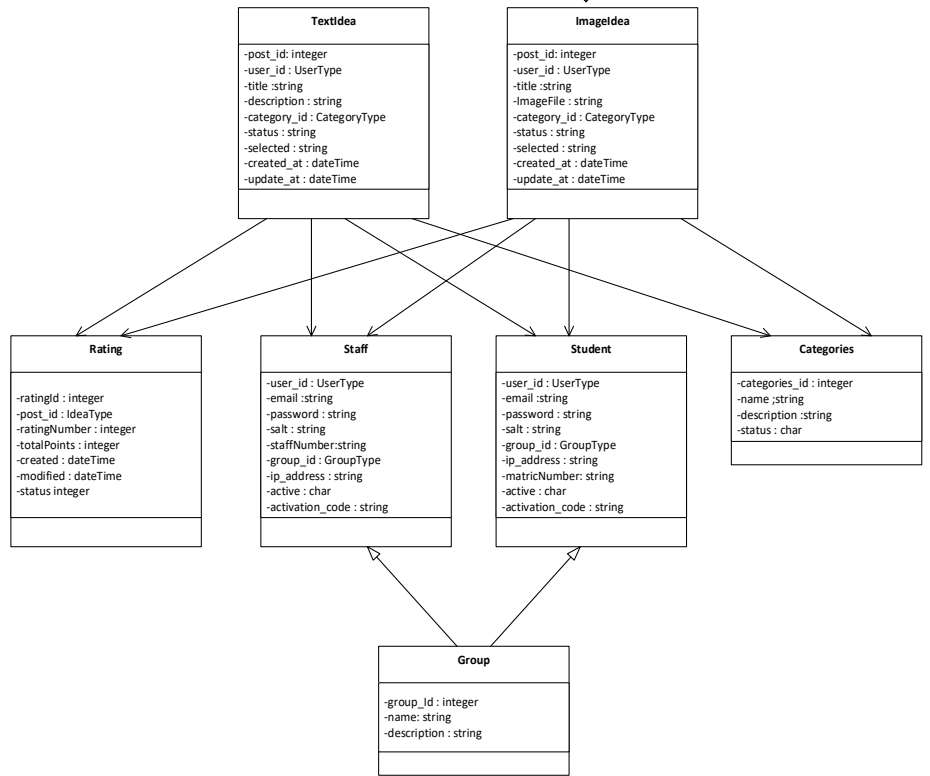 TextIdea
-post_id: integer
-user_id : UserType
-title :string
-description : string
-category_id : CategoryType
-status : string
-selected : string
-created_at : dateTime
-update_at : dateTime
ImageIdea
-post_id: integer
-user_id : UserType
-title :string
-ImageFile : string
-category_id : CategoryType
-status : string
-selected : string
-created_at : dateTime
-update_at : dateTime
Rating
-ratingId : integer
-post_id : IdeaType
-ratingNumber : integer
-totalPoints : integer
-created : dateTime
-modified : dateTime
-status integer
Staff
-user_id : UserType
-email :string
-password : string
-salt : string
-staffNumber:string
-group_id : GroupType
-ip_address : string
-active : char
-activation_code : string
Student
-user_id : UserType
-email :string
-password : string
-salt : string
-group_id : GroupType
-ip_address : string
-matricNumber: string
-active : char
-activation_code : string
Categories
-categories_id : integer
-name ;string
-description :string
-status : char
Group
-group_Id : integer
-name: string
-description : string